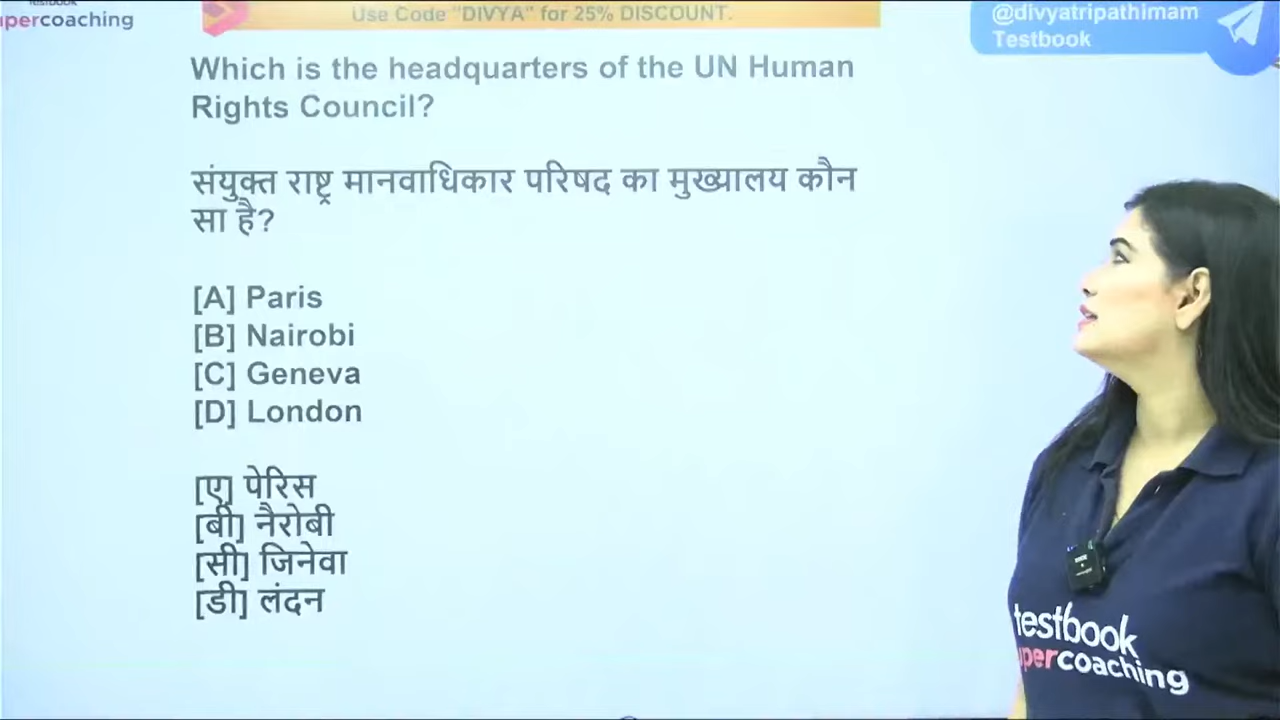 testbook
percoaching
Use Code "DIVYA" for 25% DISCOUNT.
@divyatripathimam
Testbook
Which is the headquarters of the UN Human
Rights Council?
संयुक्त राष्ट्र मानवाधिकार परिषद का मुख्यालय कौन
सा है?
[A] Paris
[B] Nairobi
[C] Geneva
[D] London
[ए] पेरिस
[बी] नैरोबी
[सी] जिनेवा
[डी] लंदन
testbook
percoaching